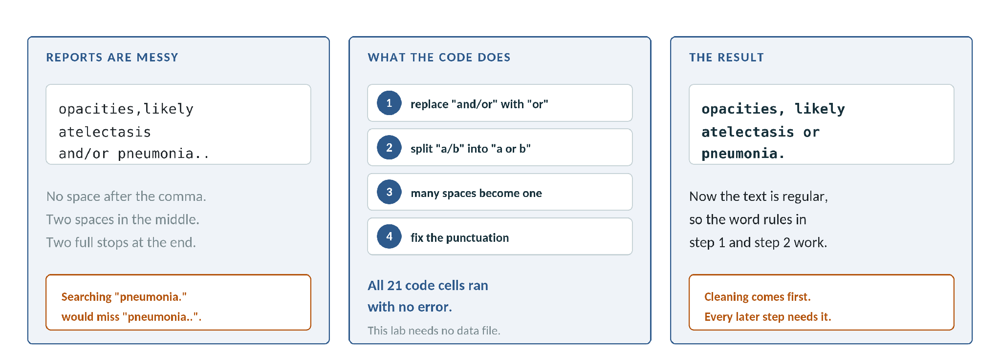 REPORTS ARE MESSY
opacities,likely
atelectasis
and/or pneumonia..
No space after the comma.
Two spaces in the middle.
Two full stops at the end.
Searching "pneumonia."
would miss "pneumonia..".
WHAT THE CODE DOES
1 replace "and/or" with "or"
2 split "a/b" into "a or b"
3 many spaces become one
4 fix the punctuation
All 21 code cells ran
with no error.
This lab needs no data file.
THE RESULT
opacities, likely
atelectasis or
pneumonia.
Now the text is regular,
so the word rules in
step 1 and step 2 work.
Cleaning comes first.
Every later step needs it.